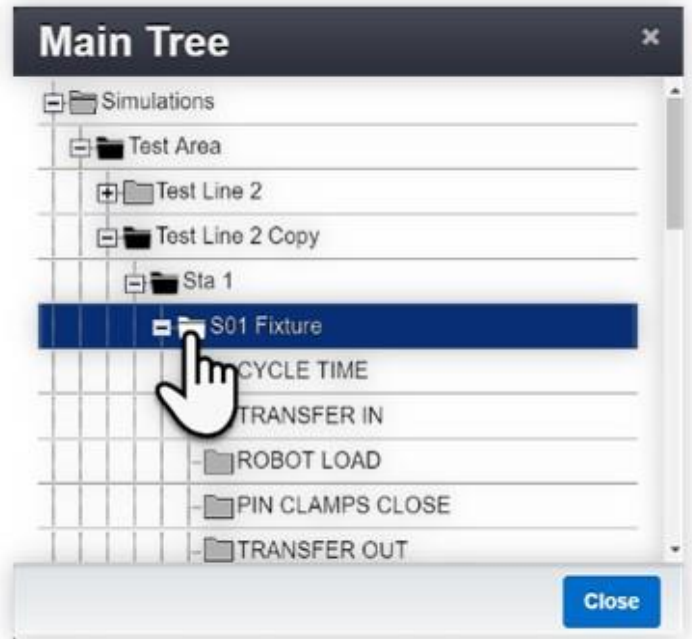 Main Tree
Simulations
Test Area
Test Line 2
Test Line 2 Copy
Sta 1
S01 Fixture
CYCLE TIME
TRANSFER IN
ROBOT LOAD
PIN CLAMPS CLOSE
TRANSFER OUT
Close